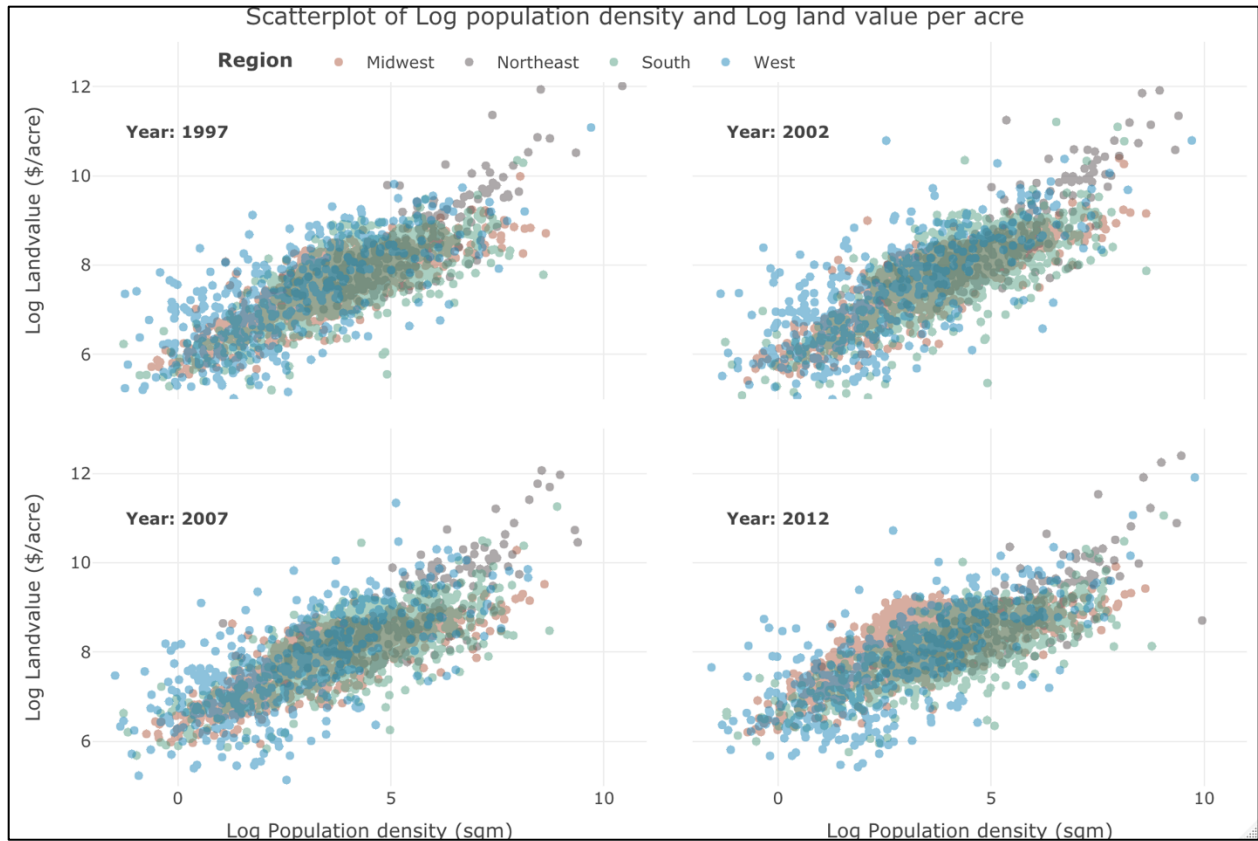 Scatterplot of Log population density and Log land value per acre
Region Midwest Northeast South West
12
10
8
6
Log Landvalue ($/acre)
Year: 1997
Year: 2002
12
10
8
6
Log Landvalue ($/acre)
Year: 2007
Year: 2012
0 5 10
0 5 10
Log Population density (sqm)
Log Population density (sqm)